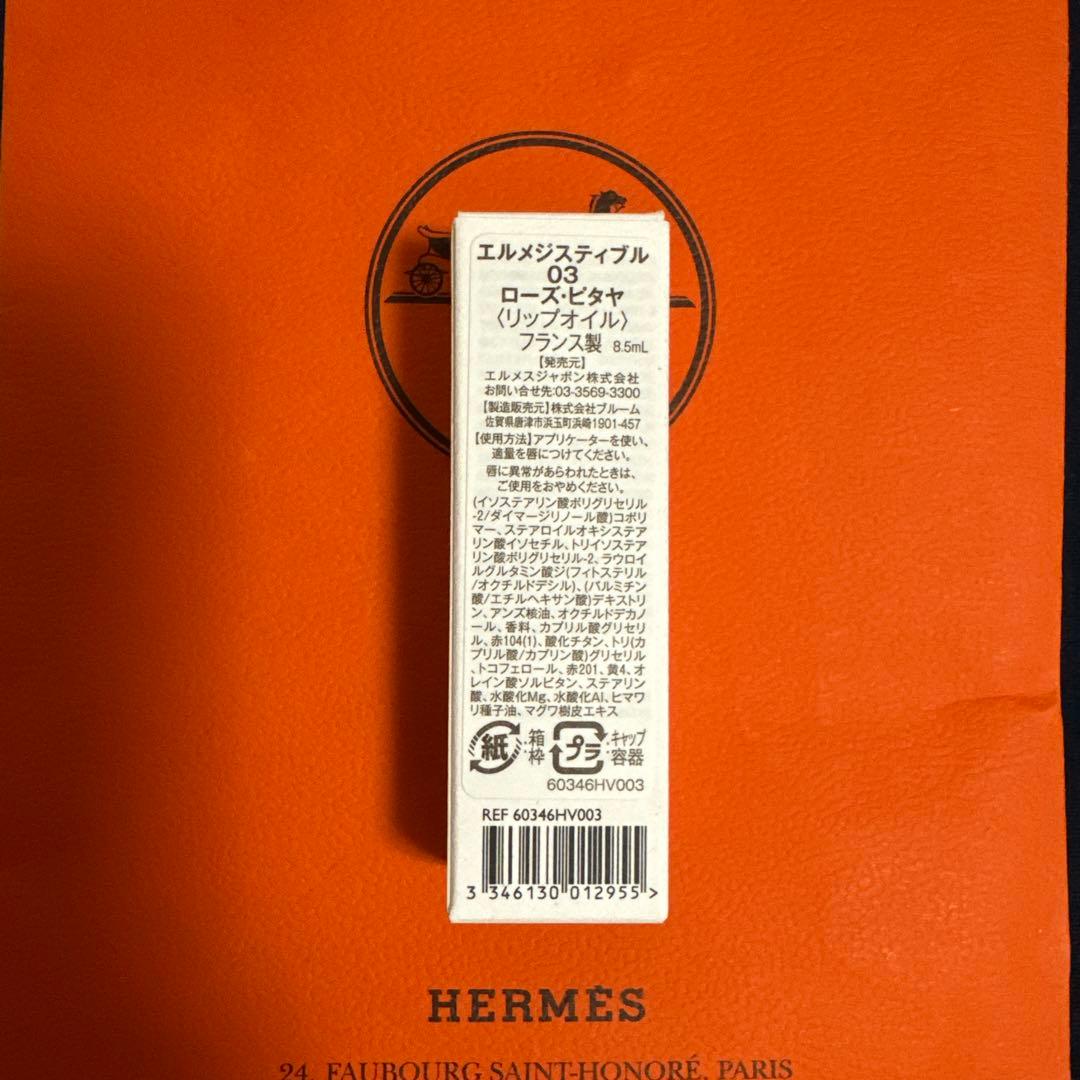 エルメジスティブル
03
ローズ・ピタヤ
〈リップオイル〉
フランス製 8.5mL
【発売元】
エルメスジャポン株式会社
お問い合せ先:03-3569-3300
【製造販売元】株式会社ブルーム
佐賀県唐津市浜玉町浜崎1901-457
【使用方法】アプリケーターを使い、
適量を唇につけてください。
唇に異常があらわれたときは、
ご使用をおやめください。
(イソステアリン酸ポリグリセリル
-2/ダイマージリノール酸)コポリ
マー、ステアロイルオキシステア
リン酸イソセチル、トリイソステア
リン酸ポリグリセリル-2、ラウロイ
ルグルタミン酸ジ(フィトステリル
/オクチルドデシル)、(パルミチン
酸/エチルヘキサン酸)デキストリ
ン、アンズ核油、オクチルドデカノ
ール、香料、カプリル酸グリセリ
ル、赤104(1)、酸化チタン、トリ(カ
プリル酸/カプリン酸)グリセリル
、トコフェロール、赤201、黄4、オ
レイン酸ソルビタン、ステアリン
酸、水酸化Mg、水酸化Al、ヒマワ
リ種子油、マグワ樹皮エキス
紙 箱 プラ キャップ
枠 容器
60346HV003
REF 60346HV003
3 346130 012955 >
HERMÈS
24, FAUBOURG SAINT-HONORÉ, PARIS